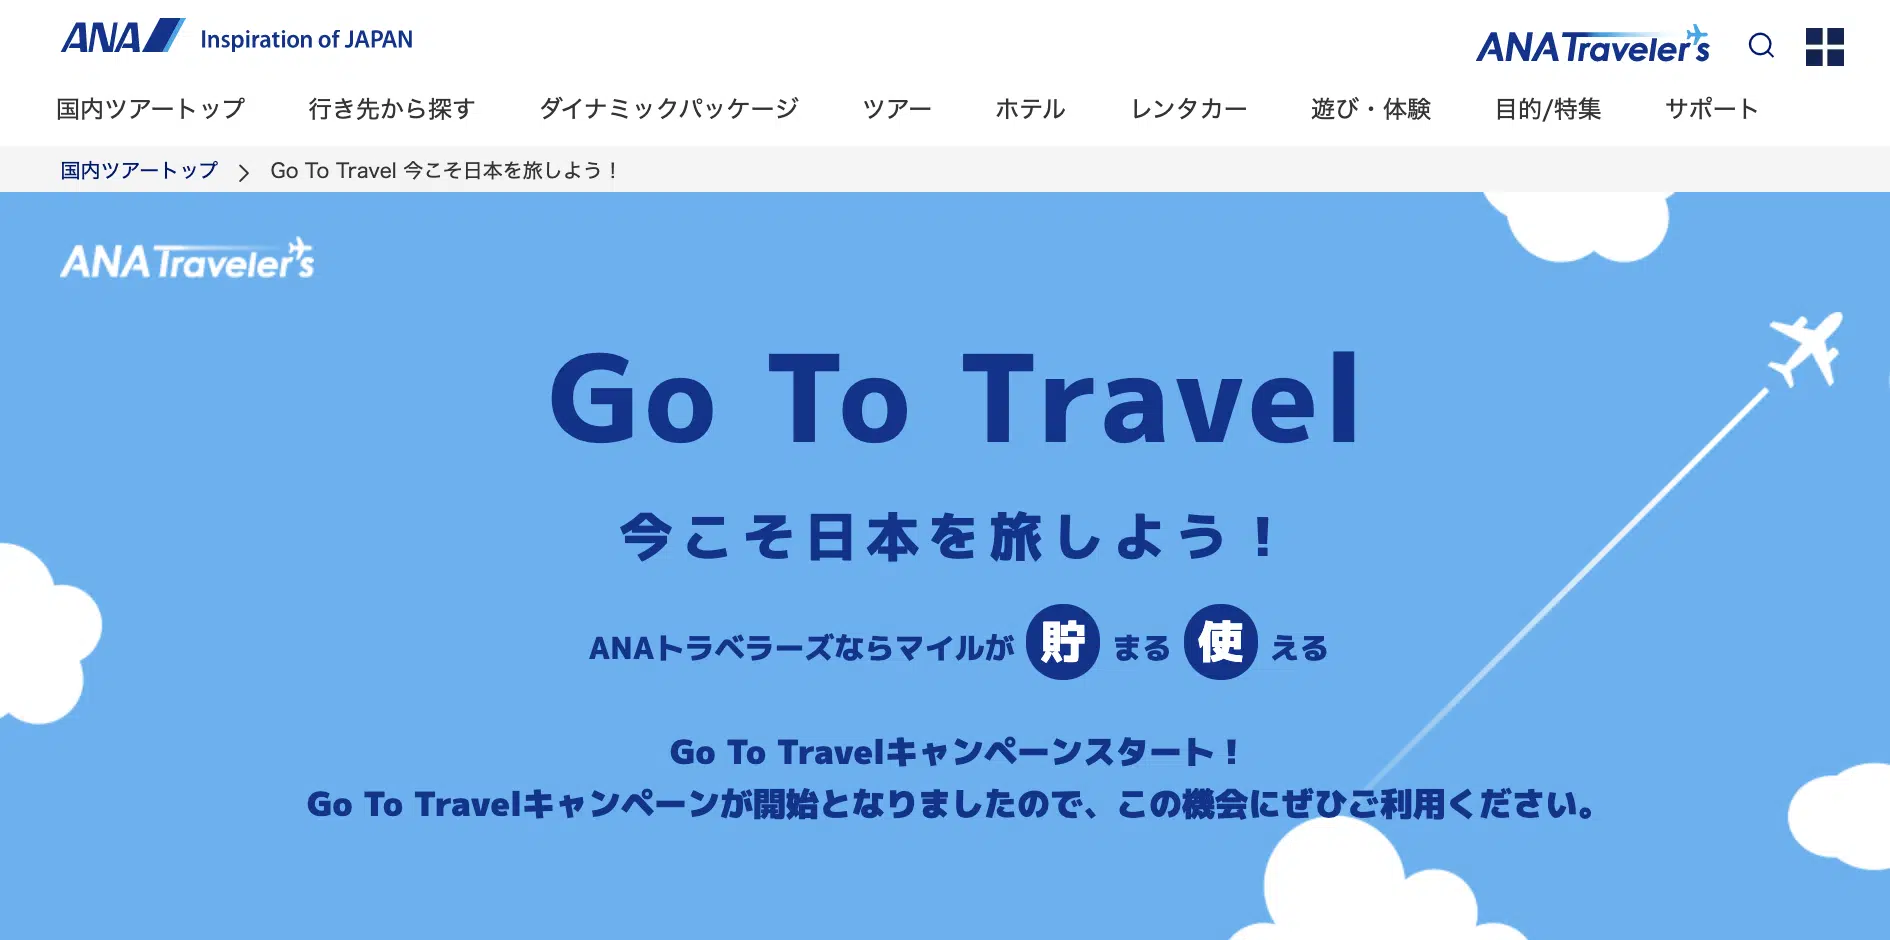 ANA Inspiration of JAPAN
ANA Traveler's
国内ツアートップ 行き先から探す ダイナミックパッケージ ツアー ホテル レンタカー 遊び・体験 目的/特集 サポート
国内ツアートップ > Go To Travel 今こそ日本を旅しよう！
ANA Traveler's
Go To Travel
今こそ日本を旅しよう！
ANAトラベラーズならマイルが 貯 まる 使 える
Go To Travelキャンペーンスタート！
Go To Travelキャンペーンが開始となりましたので、この機会にぜひご利用ください。